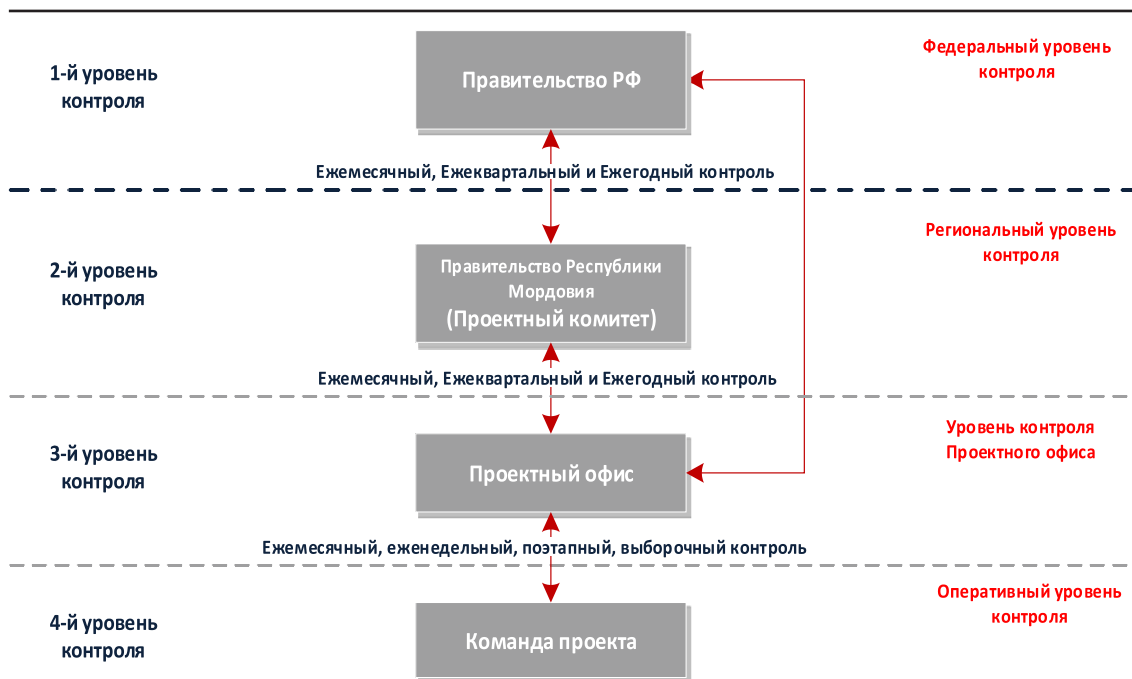 1-й уровень
контроля
Правительство РФ
Федеральный уровень
контроля
Ежемесячный, Ежеквартальный и Ежегодный контроль
2-й уровень
контроля
Правительство Республики
Мордовия
(Проектный комитет)
Региональный уровень
контроля
Ежемесячный, Ежеквартальный и Ежегодный контроль
3-й уровень
контроля
Проектный офис
Уровень контроля
Проектного офиса
Ежемесячный, еженедельный, поэтапный, выборочный контроль
4-й уровень
контроля
Команда проекта
Оперативный уровень
контроля